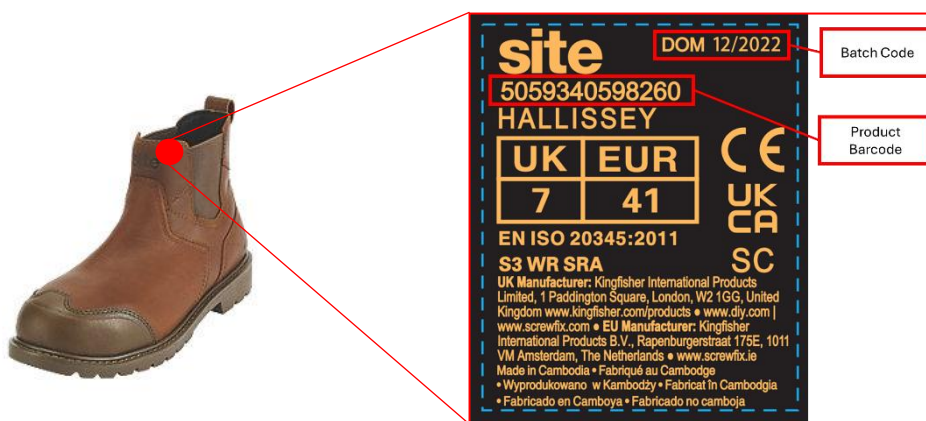 site
DOM 12/2022
5059340598260
HALLISSEY
UK EUR
7 41
CE
UK
CA
EN ISO 20345:2011
SC
S3 WR SRA
UK Manufacturer: Kingfisher International Products
Limited, 1 Paddington Square, London, W2 1GG, United
Kingdom www.kingfisher.com/products ● www.diy.com |
www.screwfix.com ● EU Manufacturer: Kingfisher
International Products B.V., Rapenburgerstraat 175E, 1011
VM Amsterdam, The Netherlands ● www.screwfix.ie
Made in Cambodia • Fabriqué au Cambodge
• Wyprodukowano w Kambodży • Fabricat în Cambodgia
• Fabricado en Camboya • Fabricado no camboja
Batch Code
Product
Barcode